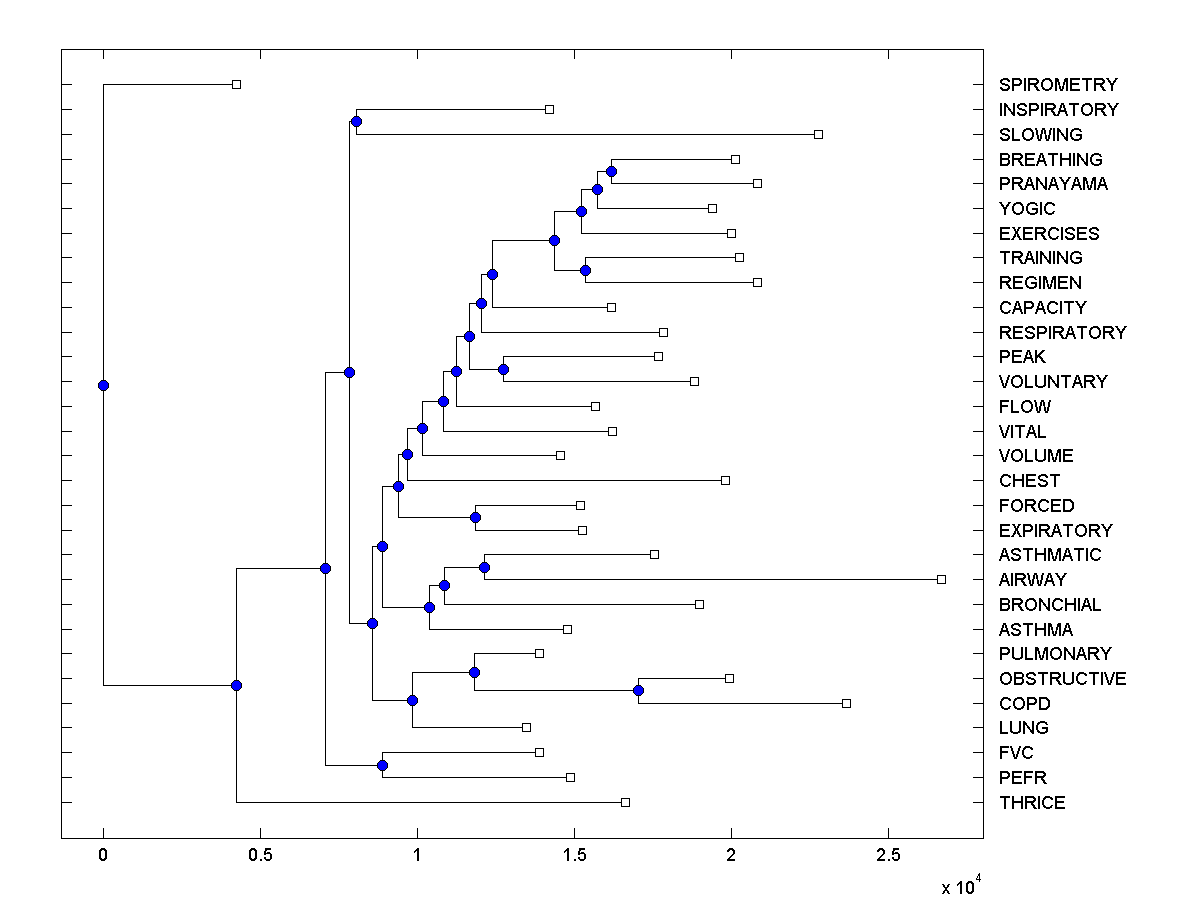 SPIROMETRY
INSPIRATORY
SLOWING
BREATHING
PRANAYAMA
YOGIC
EXERCISES
TRAINING
REGIMEN
CAPACITY
RESPIRATORY
PEAK
VOLUNTARY
FLOW
VITAL
VOLUME
CHEST
FORCED
EXPIRATORY
ASTHMATIC
AIRWAY
BRONCHIAL
ASTHMA
PULMONARY
OBSTRUCTIVE
COPD
LUNG
FVC
PEFR
THRICE
0 0.5 1 1.5 2 2.5
x 10^4